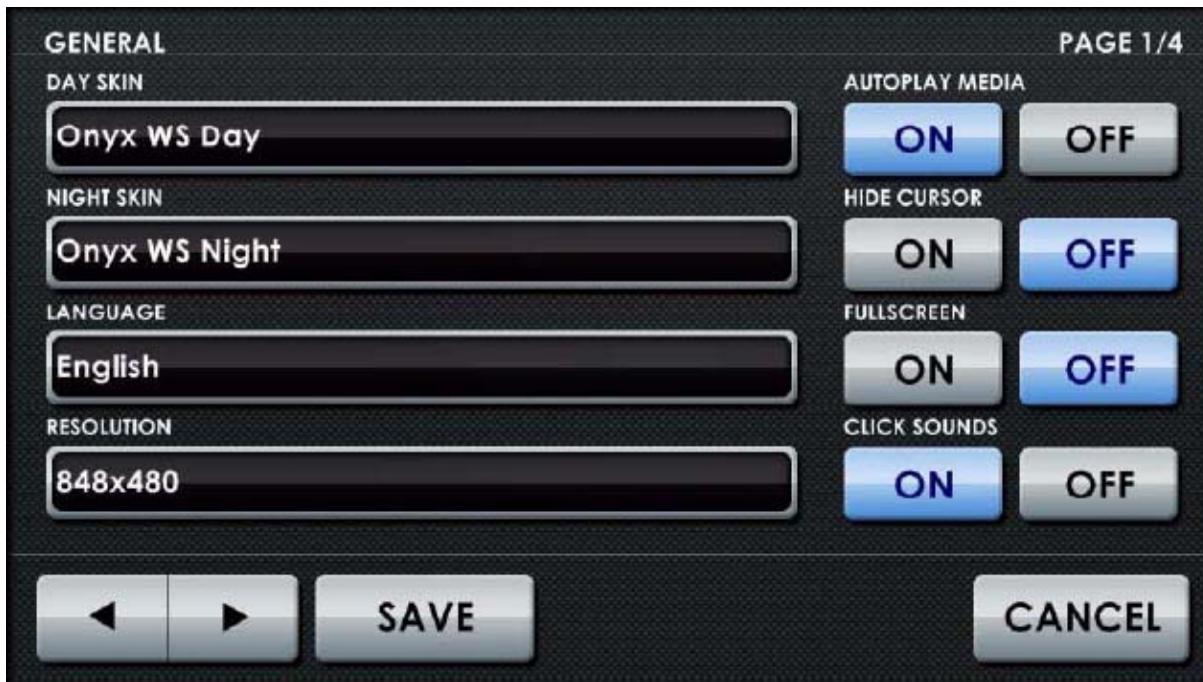 GENERAL PAGE 1/4
DAY SKIN AUTOPLAY MEDIA
Onyx WS Day ON OFF
NIGHT SKIN HIDE CURSOR
Onyx WS Night ON OFF
LANGUAGE FULLSCREEN
English ON OFF
RESOLUTION CLICK SOUNDS
848x480 ON OFF
SAVE CANCEL